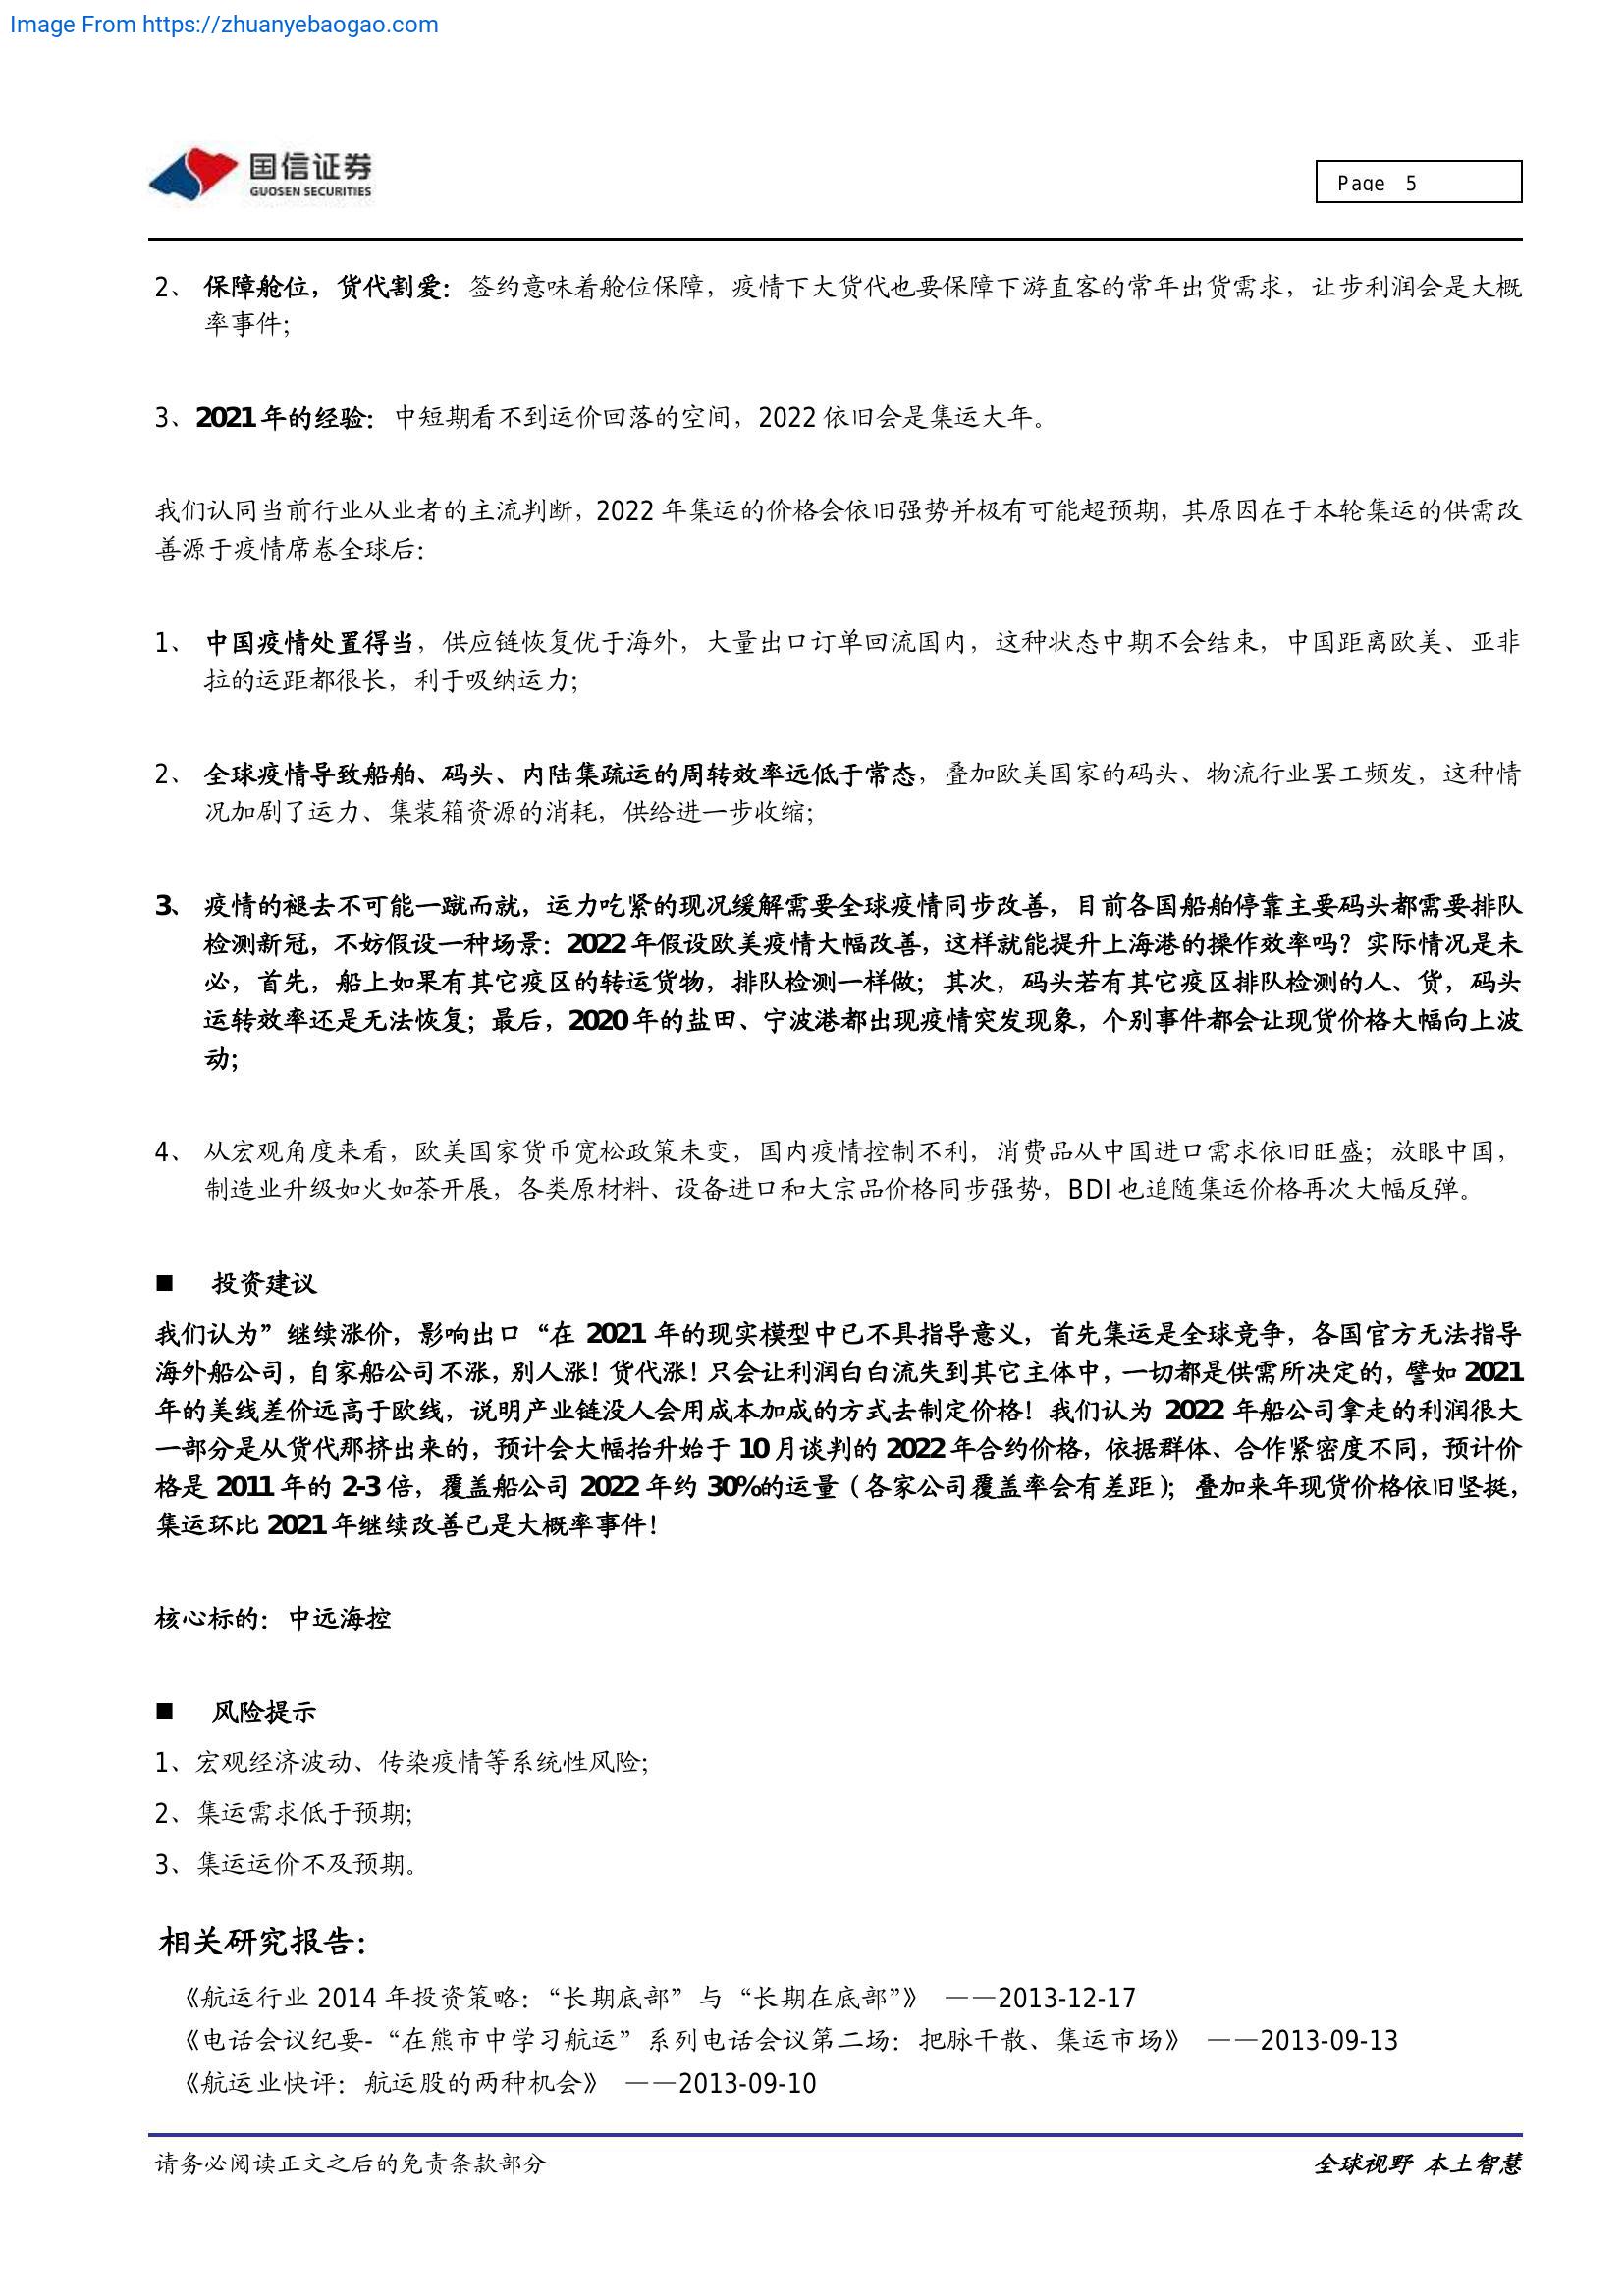 Image From https://zhuanyebaogao.com
国信证券
GUOSEN SECURITIES
Page 5
2、 保障舱位，货代割爱：签约意味着舱位保障，疫情下大货代也要保障下游直客的常年出货需求，让步利润会是大概
率事件；
3、2021 年的经验：中短期看不到运价回落的空间，2022 依旧会是集运大年。
我们认同当前行业从业者的主流判断，2022 年集运的价格会依旧强势并极有可能超预期，其原因在于本轮集运的供需改
善源于疫情席卷全球后：
1、 中国疫情处置得当，供应链恢复优于海外，大量出口订单回流国内，这种状态中期不会结束，中国距离欧美、亚非
拉的运距都很长，利于吸纳运力；
2、 全球疫情导致船舶、码头、内陆集疏运的周转效率远低于常态，叠加欧美国家的码头、物流行业罢工频发，这种情
况加剧了运力、集装箱资源的消耗，供给进一步收缩；
3、 疫情的褪去不可能一蹴而就，运力吃紧的现况缓解需要全球疫情同步改善，目前各国船舶停靠主要码头都需要排队
检测新冠，不妨假设一种场景：2022 年假设欧美疫情大幅改善，这样就能提升上海港的操作效率吗？实际情况是未
必，首先，船上如果有其它疫区的转运货物，排队检测一样做；其次，码头若有其它疫区排队检测的人、货，码头
运转效率还是无法恢复；最后，2020 年的盐田、宁波港都出现疫情突发现象，个别事件都会让现货价格大幅向上波
动；
4、 从宏观角度来看，欧美国家货币宽松政策未变，国内疫情控制不利，消费品从中国进口需求依旧旺盛；放眼中国，
制造业升级如火如荼开展，各类原材料、设备进口和大宗品价格同步强势，BDI 也追随集运价格再次大幅反弹。
■ 投资建议
我们认为”继续涨价，影响出口“在 2021 年的现实模型中已不具指导意义，首先集运是全球竞争，各国官方无法指导
海外船公司，自家船公司不涨，别人涨！货代涨！只会让利润白白流失到其它主体中，一切都是供需所决定的，譬如 2021
年的美线差价远高于欧线，说明产业链没人会用成本加成的方式去制定价格！我们认为 2022 年船公司拿走的利润很大
一部分是从货代那挤出来的，预计会大幅抬升始于 10 月谈判的 2022 年合约价格，依据群体、合作紧密度不同，预计价
格是 2011 年的 2-3 倍，覆盖船公司 2022 年约 30%的运量（各家公司覆盖率会有差距）；叠加来年现货价格依旧坚挺，
集运环比 2021 年继续改善已是大概率事件！
核心标的：中远海控
■ 风险提示
1、宏观经济波动、传染疫情等系统性风险；
2、集运需求低于预期；
3、集运运价不及预期。
相关研究报告：
《航运行业 2014 年投资策略：“长期底部”与“长期在底部”》 ——2013-12-17
《电话会议纪要-“在熊市中学习航运”系列电话会议第二场：把脉干散、集运市场》 ——2013-09-13
《航运业快评：航运股的两种机会》 ——2013-09-10
请务必阅读正文之后的免责条款部分
全球视野 本土智慧